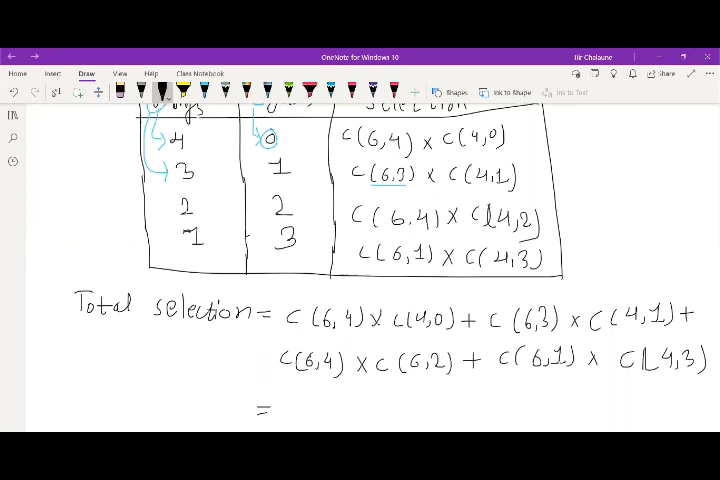 OneNote for Windows 10
Hir Chalaune
Home Insert Draw View Help Class Notebook
Share
Shapes Ink to Shape Ink to Text
selection
4 0 C(6,4) x C(4,0)
3 1 C(6,3) x C(4,1)
2 2 C(6,4) x C(4,2)
1 3 C(6,1) x C(4,3)
Total selection = C(6,4) x C(4,0) + C(6,3) x C(4,1) +
C(6,4) x C(6,2) + C(6,1) x C(4,3)
=